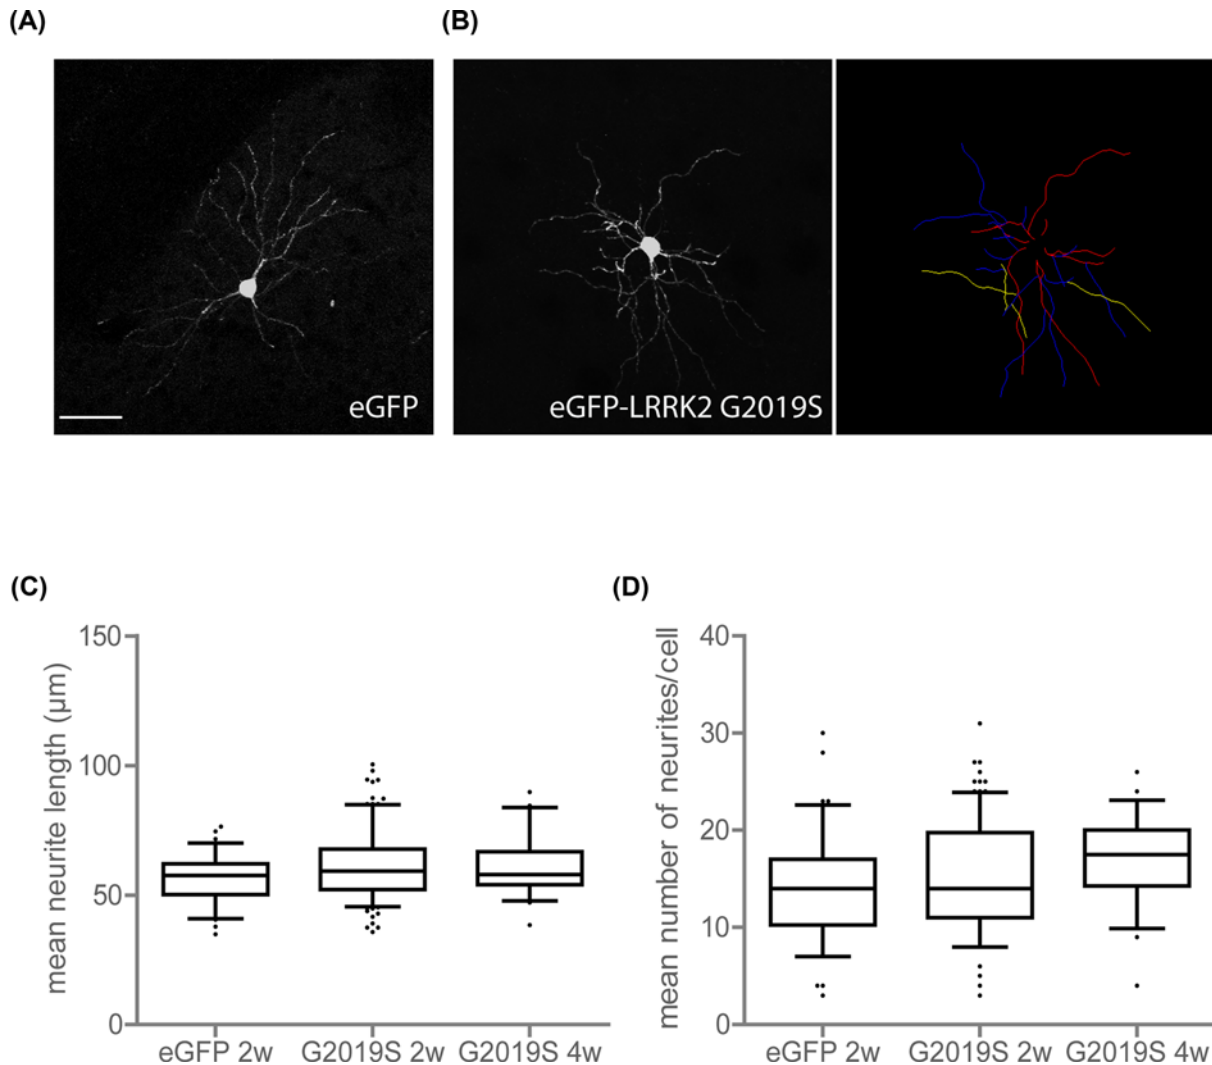 (A)
(B)
eGFP
eGFP-LRRK2 G2019S
(C)
mean neurite length (μm)
150
100
50
0
eGFP 2w
G2019S 2w
G2019S 4w
(D)
mean number of neurites/cell
40
30
20
10
0
eGFP 2w
G2019S 2w
G2019S 4w